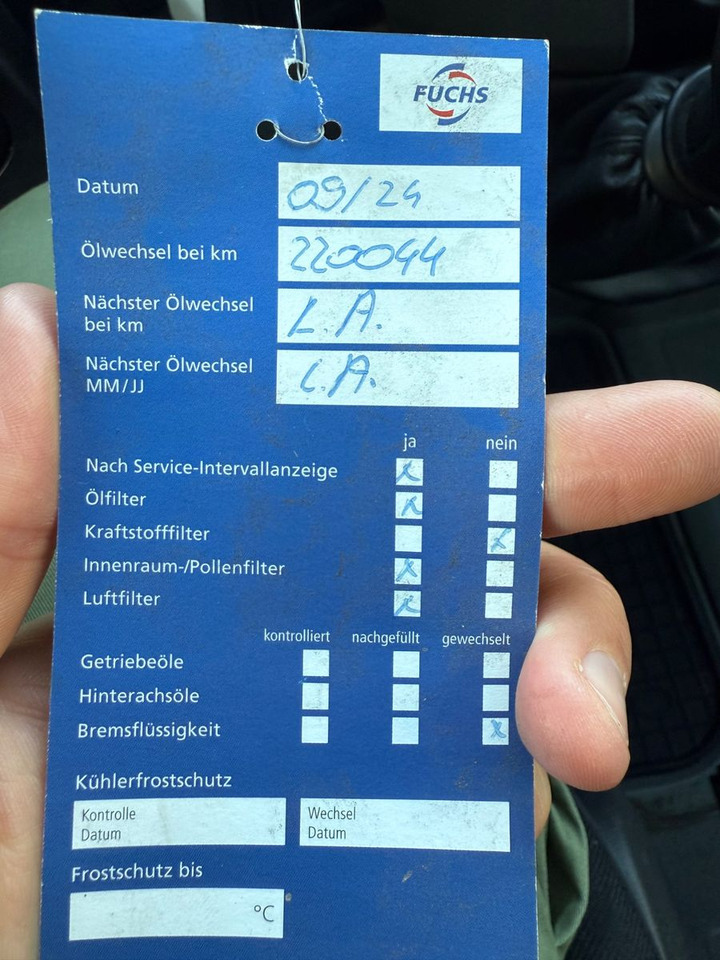 FUCHS
Datum 09/24
Ölwechsel bei km 220044
Nächster Ölwechsel
bei km L.A.
Nächster Ölwechsel
MM/JJ L.A.
ja nein
Nach Service-Intervallanzeige x
Ölfilter x
Kraftstofffilter x
Innenraum-/Pollenfilter x
Luftfilter x
kontrolliert nachgefüllt gewechselt
Getriebeöle
Hinterachsöle
Bremsflüssigkeit x
Kühlerfrostschutz
Kontrolle Wechsel
Datum Datum
Frostschutz bis
°C